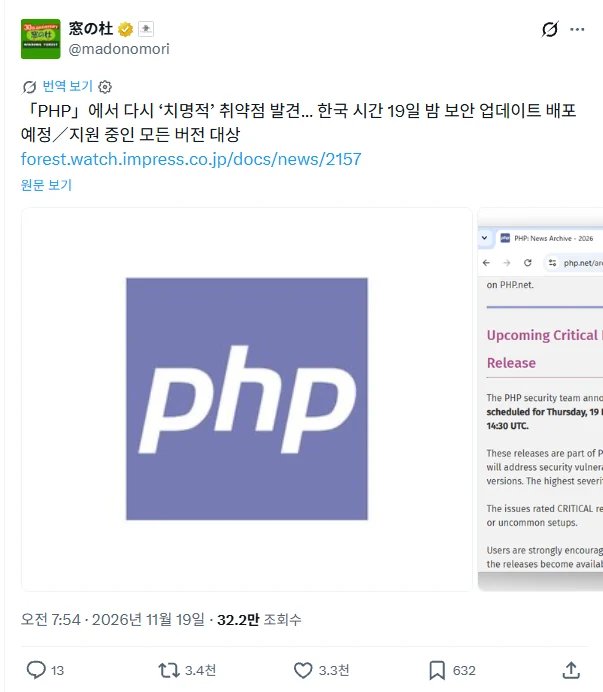 窓の杜
@madonomori
번역 보기
「PHP」에서 다시 ‘치명적’ 취약점 발견... 한국 시간 19일 밤 보안 업데이트 배포
예정／지원 중인 모든 버전 대상
forest.watch.impress.co.jp/docs/news/2157
원문 보기
php
PHP: News Archive - 2026
php.net/ar
on PHP.net.
Upcoming Critical
Release
The PHP security team anno
scheduled for Thursday, 19
14:30 UTC.
These releases are part of P
will address security vulnera
versions. The highest severi
The issues rated CRITICAL re
or uncommon setups.
Users are strongly encourag
the releases become availab
오전 7:54 · 2026년 11월 19일 · 32.2만 조회수
13 3.4천 3.3천 632